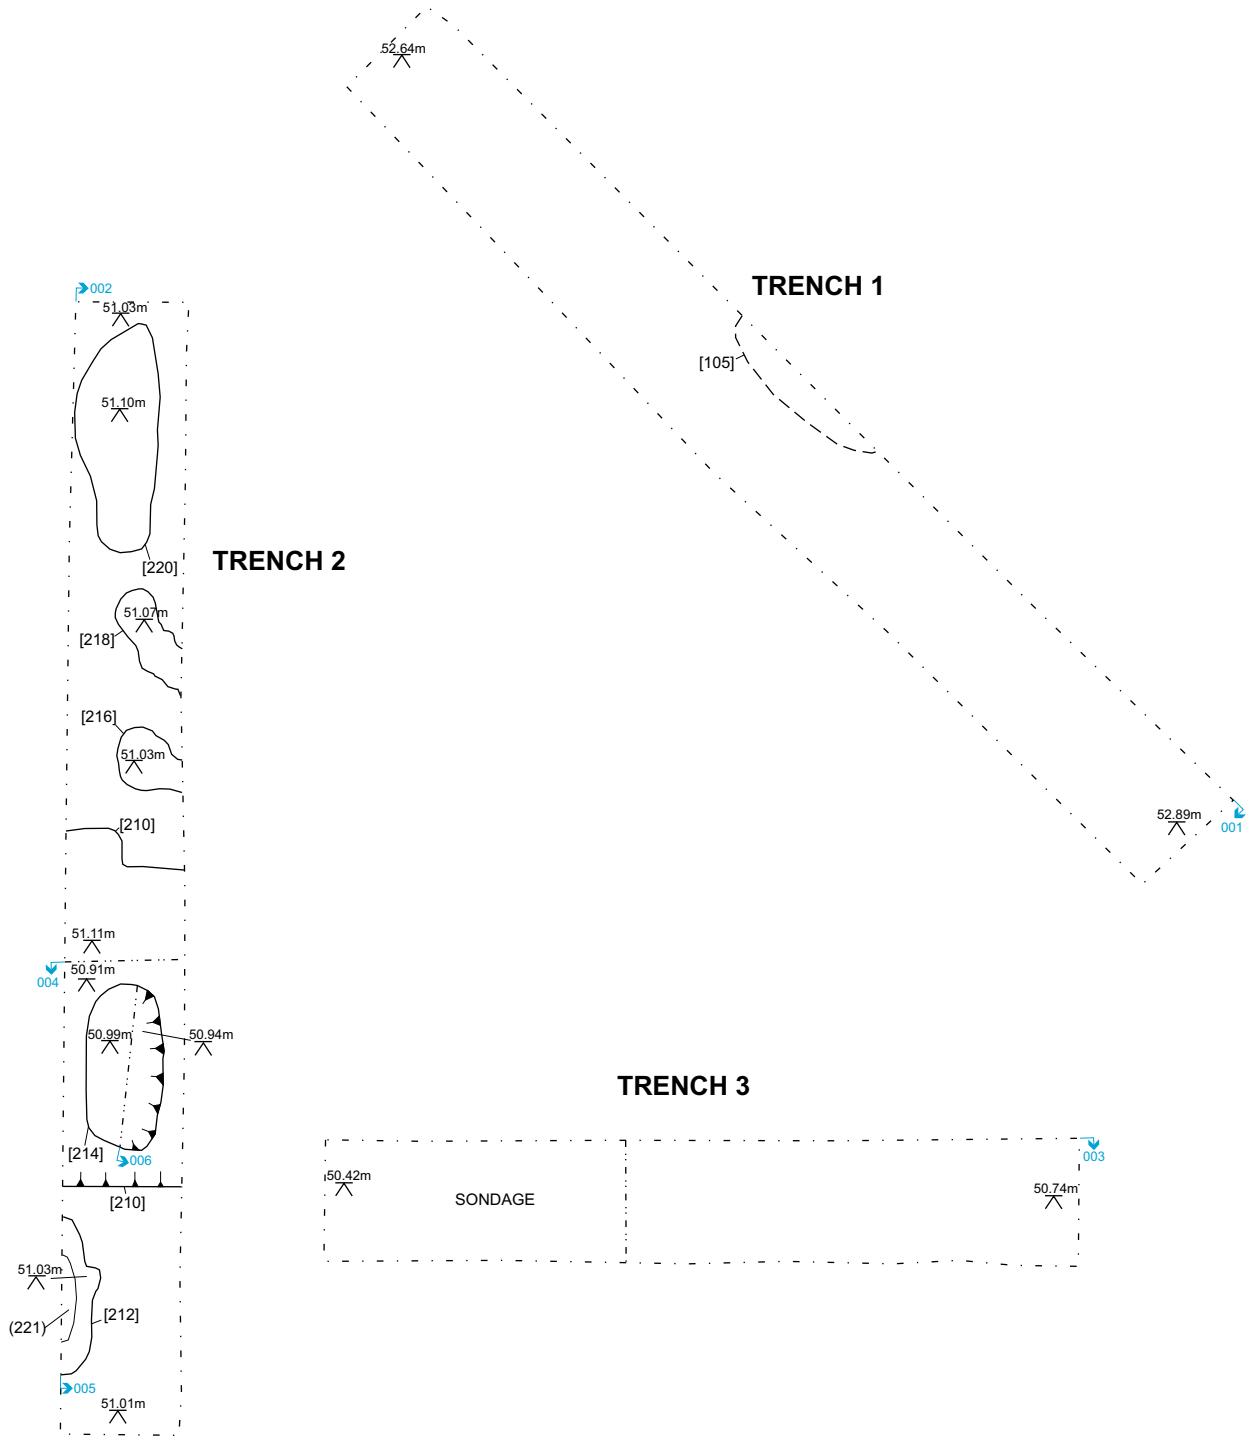 52.64m
TRENCH 1
[105]
52.89m
001
002
51.03m
51.10m
TRENCH 2
[220]
51.07m
[218]
[216]
51.03m
[210]
51.11m
004
50.91m
50.99m
50.94m
[214]
006
[210]
51.03m
(221)
[212]
005
51.01m
TRENCH 3
003
50.42m
SONDAGE
50.74m